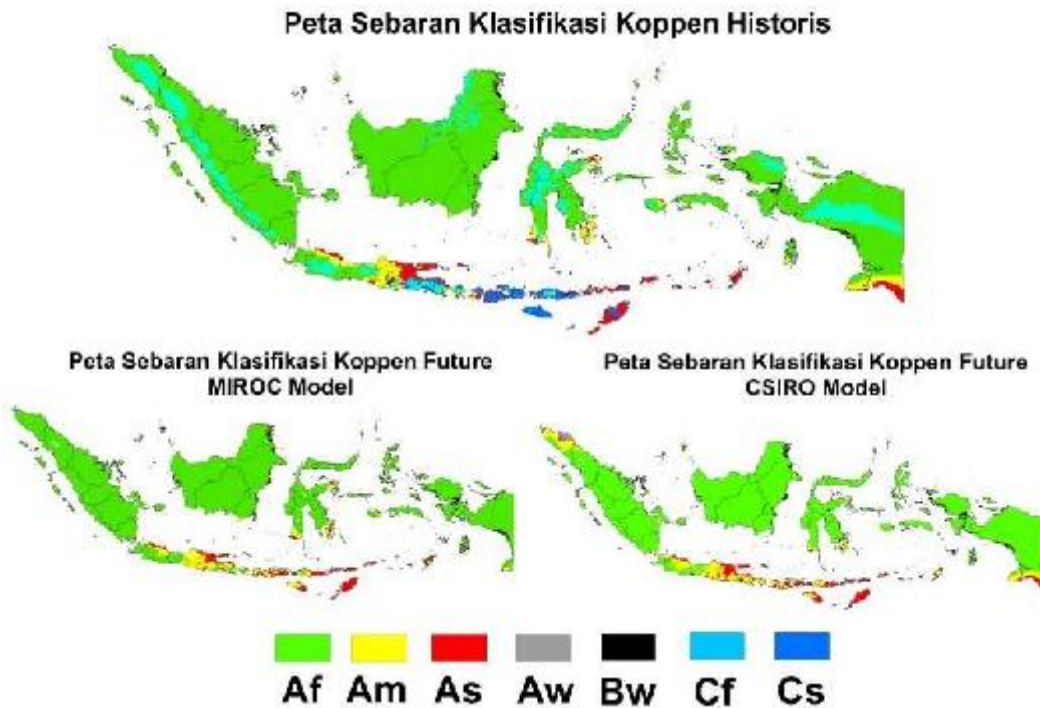 Peta Sebaran Klasifikasi Koppen Historis
Peta Sebaran Klasifikasi Koppen Future
MIROC Model
Peta Sebaran Klasifikasi Koppen Future
CSIRO Model
Af Am As Aw Bw Cf Cs